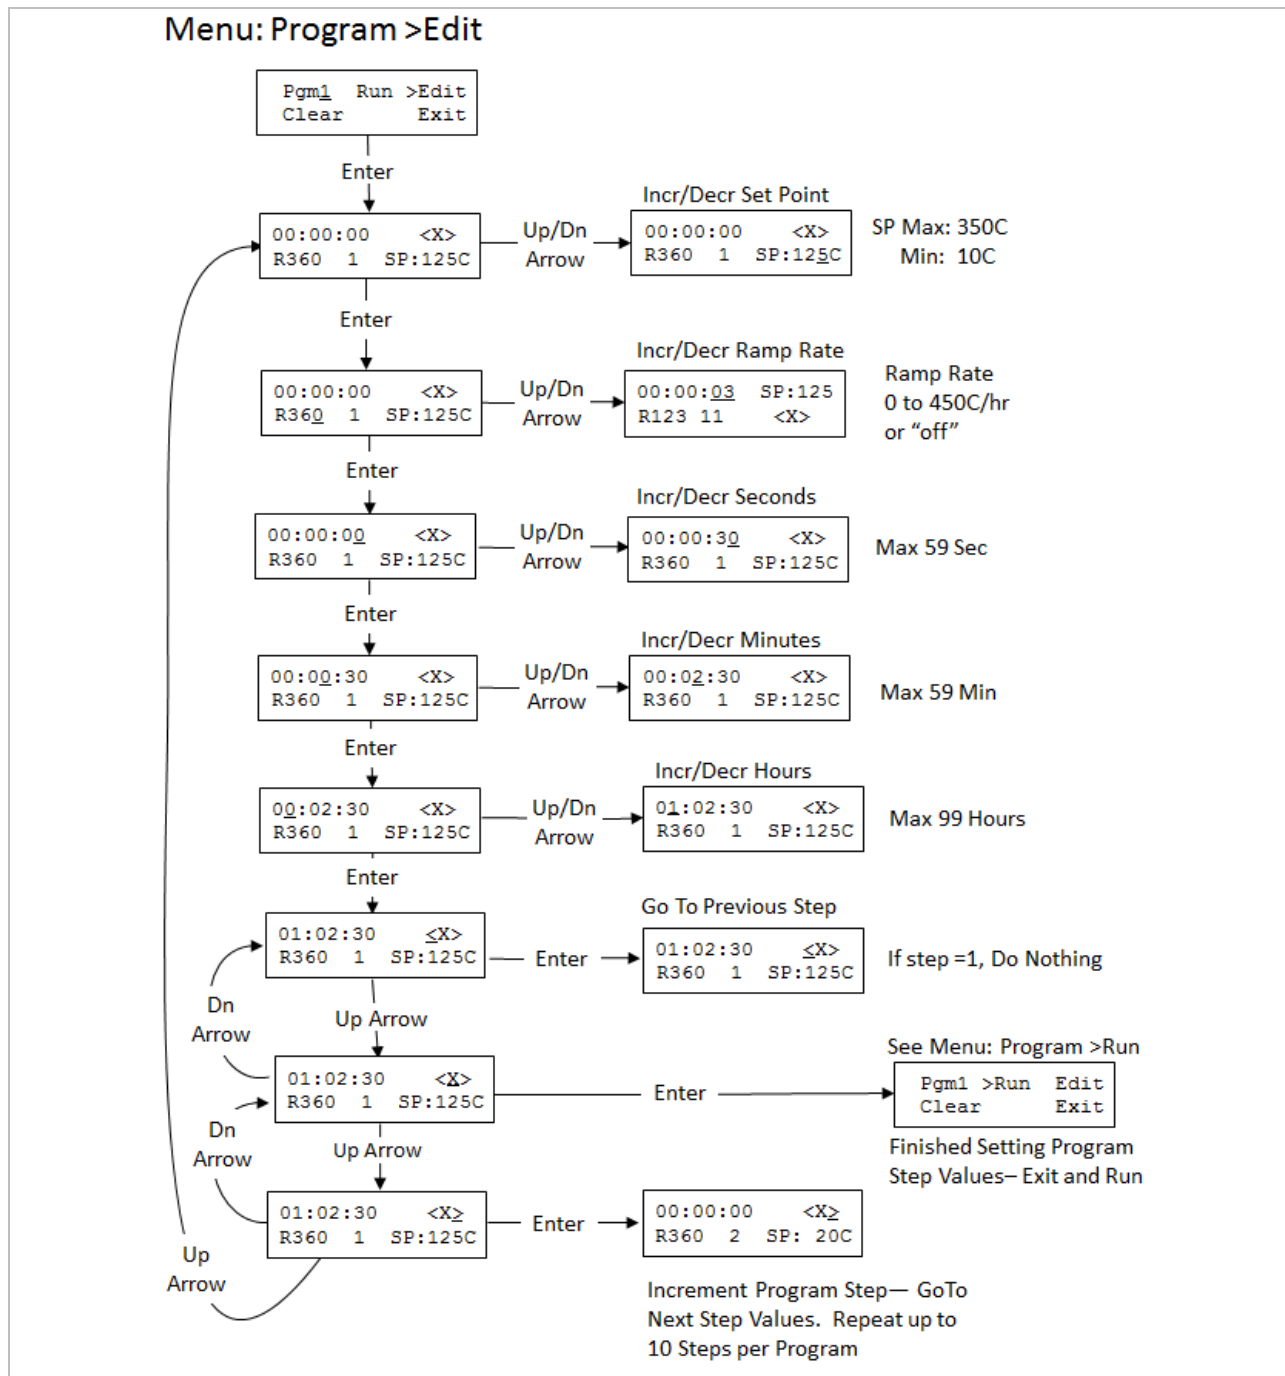 Menu: Program >Edit
Pgm1 Run >Edit
Clear Exit
Enter
00:00:00 <X>
R360 1 SP:125C
Up/Dn
Arrow
Incr/Decr Set Point
00:00:00 <X>
R360 1 SP:125C
SP Max: 350C
Min: 10C
Enter
00:00:00 <X>
R360 1 SP:125C
Up/Dn
Arrow
Incr/Decr Ramp Rate
00:00:03 SP:125
R123 11 <X>
Ramp Rate
0 to 450C/hr
or “off”
Enter
00:00:00 <X>
R360 1 SP:125C
Up/Dn
Arrow
Incr/Decr Seconds
00:00:30 <X>
R360 1 SP:125C
Max 59 Sec
Enter
00:00:30 <X>
R360 1 SP:125C
Up/Dn
Arrow
Incr/Decr Minutes
00:02:30 <X>
R360 1 SP:125C
Max 59 Min
Enter
00:02:30 <X>
R360 1 SP:125C
Up/Dn
Arrow
Incr/Decr Hours
01:02:30 <X>
R360 1 SP:125C
Max 99 Hours
Enter
01:02:30 <X>
R360 1 SP:125C
Enter
Go To Previous Step
01:02:30 <X>
R360 1 SP:125C
If step =1, Do Nothing
Dn
Arrow
Up Arrow
01:02:30 <X>
R360 1 SP:125C
Enter
See Menu: Program >Run
Pgm1 >Run Edit
Clear Exit
Finished Setting Program
Step Values– Exit and Run
Dn
Arrow
Up Arrow
01:02:30 <X>
R360 1 SP:125C
Enter
00:00:00 <X>
R360 2 SP: 20C
Up
Arrow
Increment Program Step— GoTo
Next Step Values. Repeat up to
10 Steps per Program